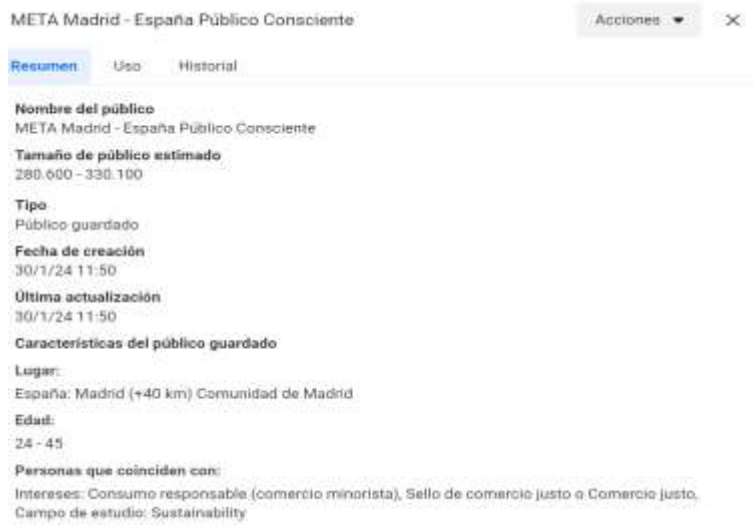 META Madrid - España Público Consciente
Acciones
Resumen Uso Historial
Nombre del público
META Madrid - España Público Consciente
Tamaño de público estimado
280.600 - 330.100
Tipo
Público guardado
Fecha de creación
30/1/24 11:50
Última actualización
30/1/24 11:50
Características del público guardado
Lugar:
España: Madrid (+40 km) Comunidad de Madrid
Edad:
24 - 45
Personas que coinciden con:
Intereses: Consumo responsable (comercio minorista), Sello de comercio justo o Comercio justo,
Campo de estudio: Sustainability